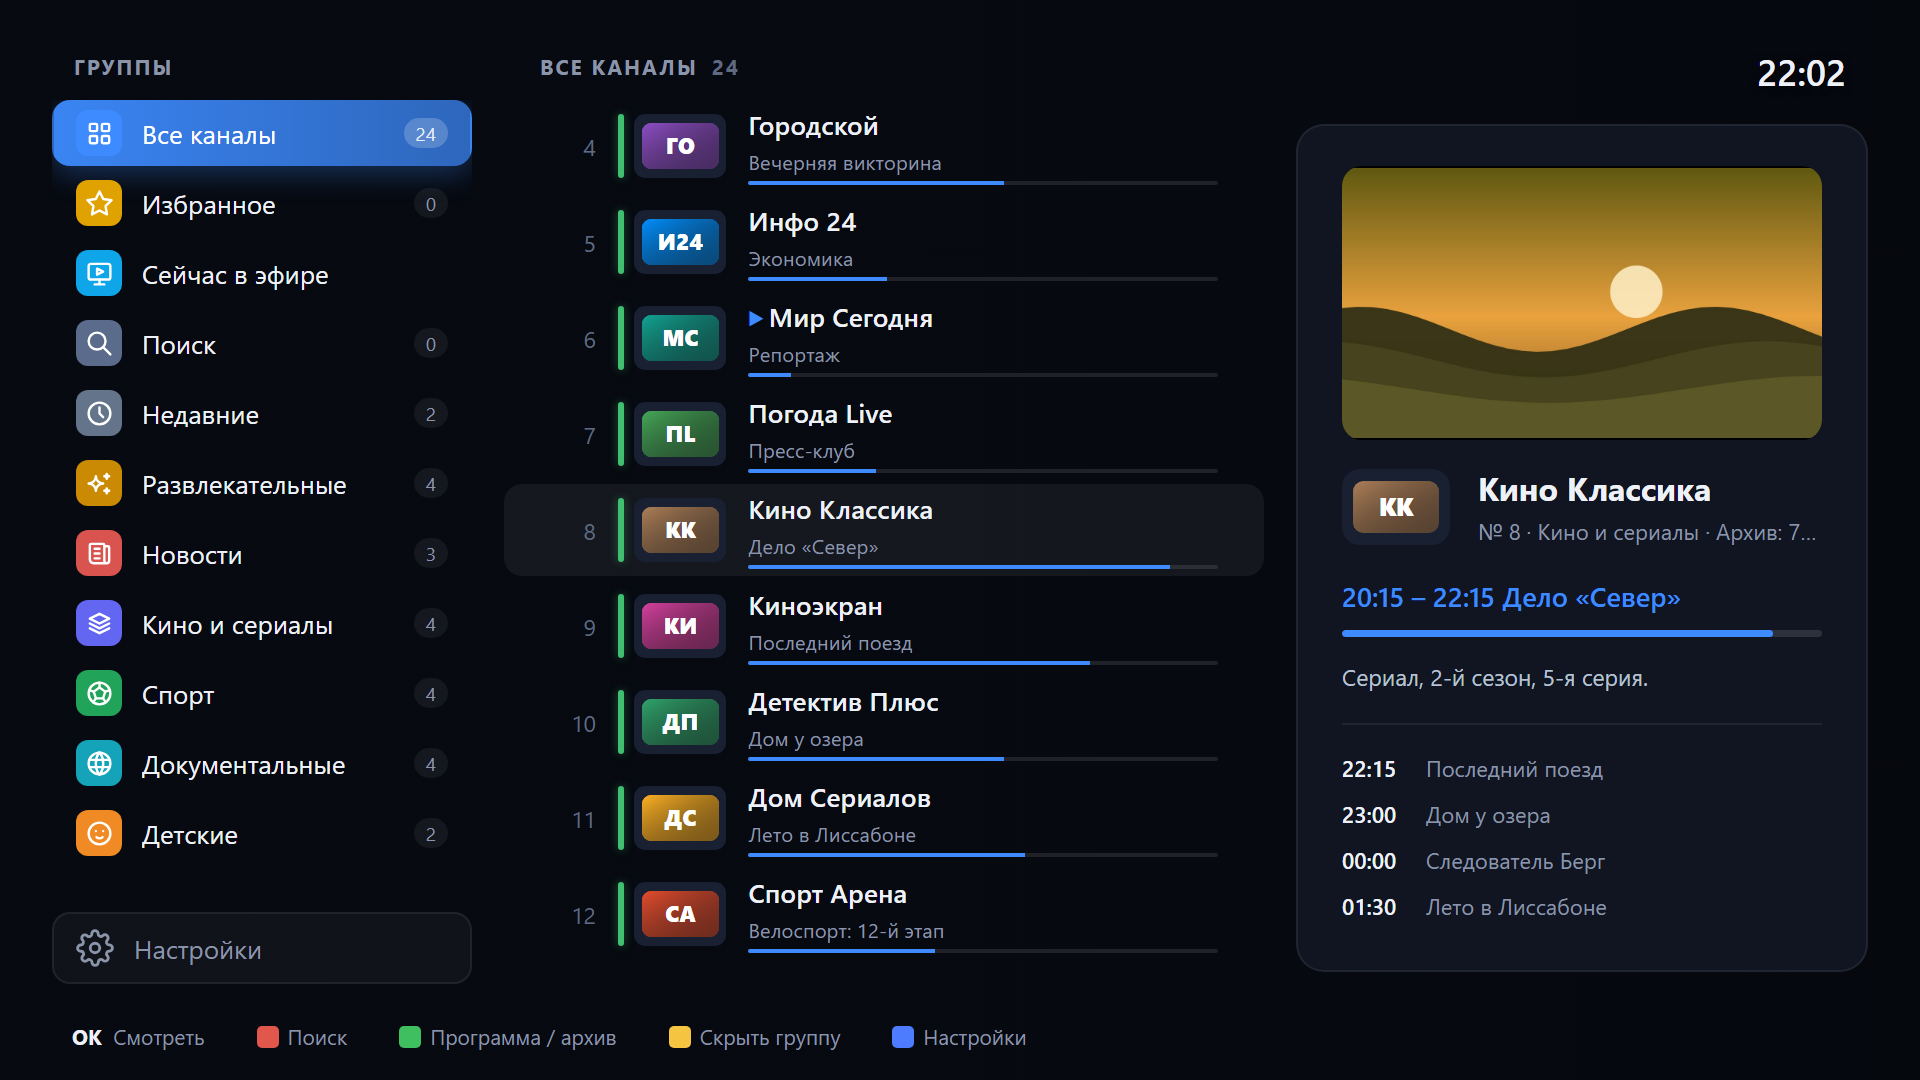 ГРУППЫ
Все каналы 24
Избранное 0
Сейчас в эфире
Поиск 0
Недавние 2
Развлекательные 4
Новости 3
Кино и сериалы 4
Спорт 4
Документальные 4
Детские 2
Настройки
ВСЕ КАНАЛЫ 24
4 ГО Городской
Вечерняя викторина
5 И24 Инфо 24
Экономика
6 МС Мир Сегодня
Репортаж
7 ПL Погода Live
Пресс-клуб
8 КК Кино Классика
Дело «Север»
9 КИ Киноэкран
Последний поезд
10 ДП Детектив Плюс
Дом у озера
11 ДС Дом Сериалов
Лето в Лиссабоне
12 СА Спорт Арена
Велоспорт: 12-й этап
22:02
КК Кино Классика
№ 8 · Кино и сериалы · Архив: 7...
20:15 – 22:15 Дело «Север»
Сериал, 2-й сезон, 5-я серия.
22:15 Последний поезд
23:00 Дом у озера
00:00 Следователь Берг
01:30 Лето в Лиссабоне
OK Смотреть Поиск Программа / архив Скрыть группу Настройки